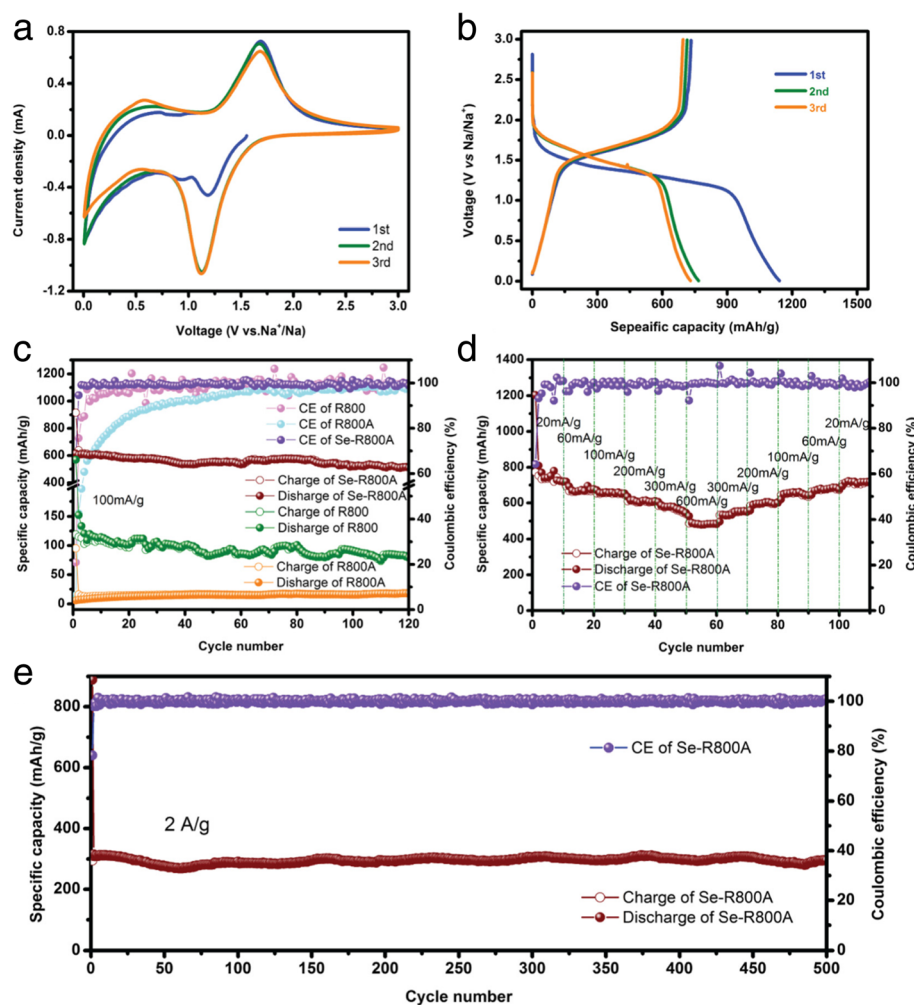 a
0.8
0.4
0.0
-0.4
-0.8
-1.2
Current density (mA)
0.0 0.5 1.0 1.5 2.0 2.5 3.0
Voltage (V vs.Na⁺/Na)
1st
2nd
3rd
b
3.0
2.5
2.0
1.5
1.0
0.5
0.0
Voltage (V vs Na/Na⁺)
0 300 600 900 1200 1500
Sepeaific capacity (mAh/g)
1st
2nd
3rd
c
1200
1000
800
600
400
150
100
50
0
Specific capacity (mAh/g)
100
80
60
40
20
0
Coulombic efficiency (%)
0 20 40 60 80 100 120
Cycle number
CE of R800
CE of R800A
CE of Se-R800A
Charge of Se-R800A
Disharge of Se-R800A
Charge of R800
Disharge of R800
Charge of R800A
Disharge of R800A
100mA/g
d
1400
1200
1000
800
600
400
200
0
Specific capacity (mAh/g)
100
80
60
40
20
0
Coulombic efficiency (%)
0 20 40 60 80 100
Cycle number
20mA/g
60mA/g
100mA/g
200mA/g
300mA/g
600mA/g
300mA/g
200mA/g
100mA/g
60mA/g
20mA/g
Charge of Se-R800A
Discharge of Se-R800A
CE of Se-R800A
e
800
600
400
300
200
0
Specific capacity (mAh/g)
100
80
60
40
20
0
Coulombic efficiency (%)
0 50 100 150 200 250 300 350 400 450 500
Cycle number
2 A/g
CE of Se-R800A
Charge of Se-R800A
Discharge of Se-R800A